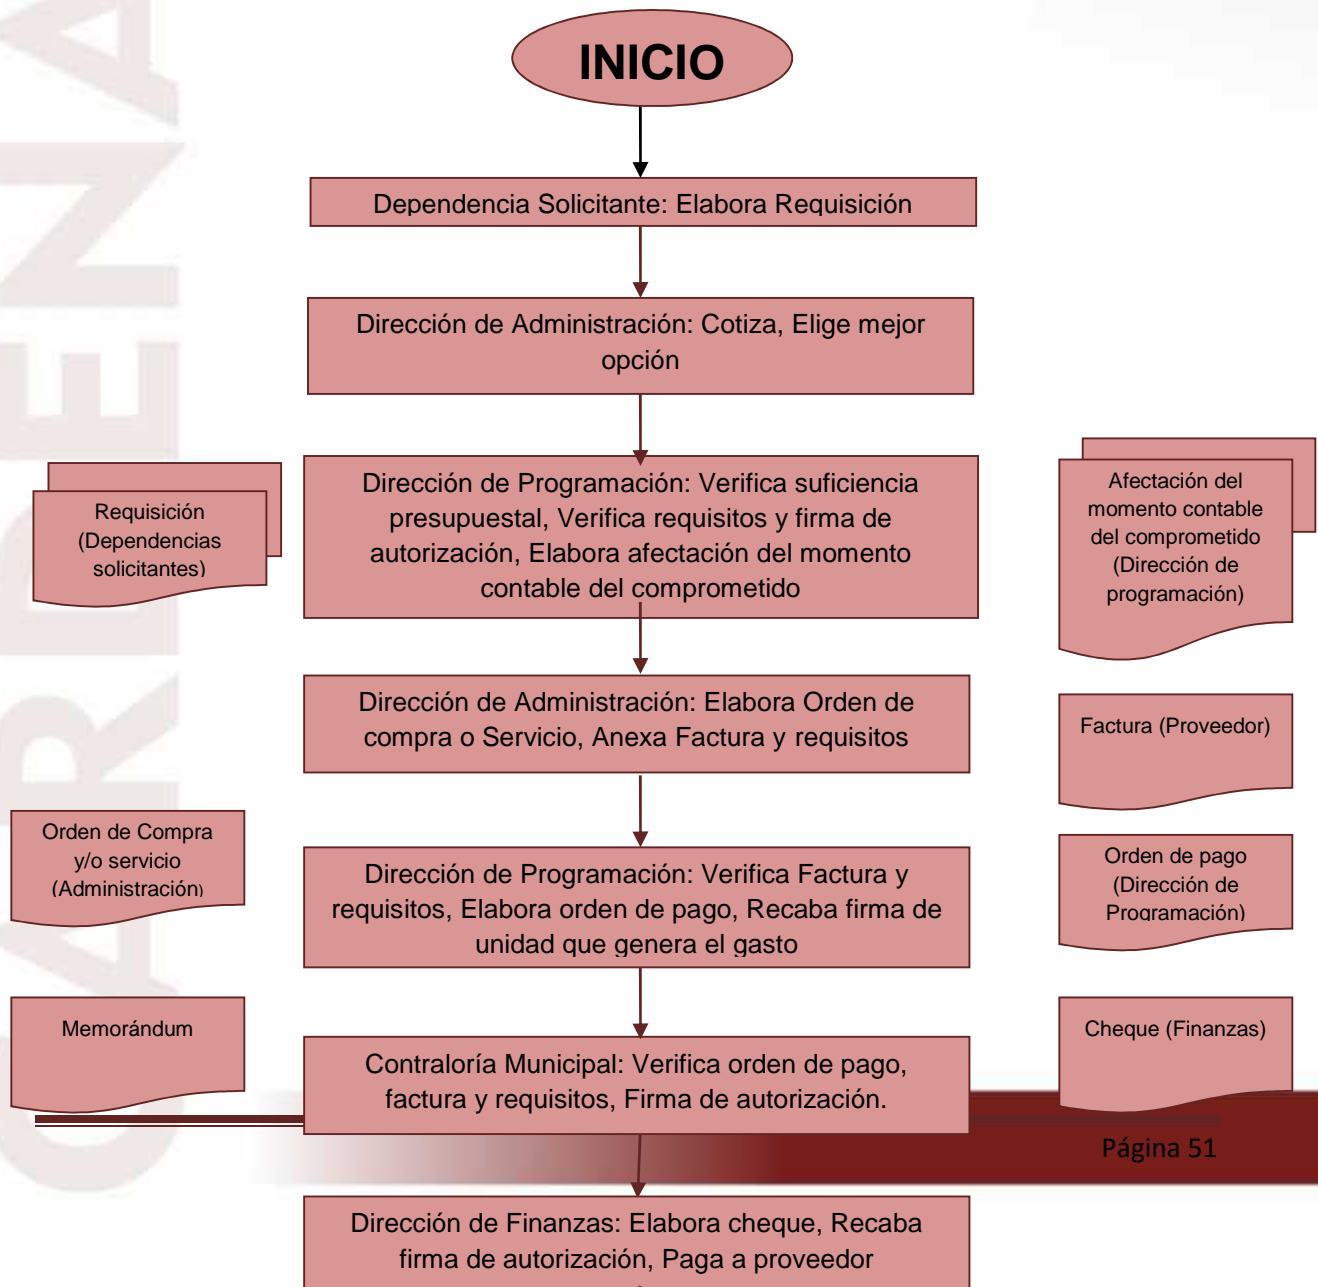 INICIO
Dependencia Solicitante: Elabora Requisición
Dirección de Administración: Cotiza, Elige mejor
opción
Dirección de Programación: Verifica suficiencia
presupuestal, Verifica requisitos y firma de
autorización, Elabora afectación del momento
contable del comprometido
Requisición
(Dependencias
solicitantes)
Afectación del
momento contable
del comprometido
(Dirección de
programación)
Dirección de Administración: Elabora Orden de
compra o Servicio, Anexa Factura y requisitos
Factura (Proveedor)
Orden de Compra
y/o servicio
(Administración)
Dirección de Programación: Verifica Factura y
requisitos, Elabora orden de pago, Recaba firma de
unidad que genera el gasto
Orden de pago
(Dirección de
Programación)
Memorándum
Cheque (Finanzas)
Contraloría Municipal: Verifica orden de pago,
factura y requisitos, Firma de autorización.
Página 51
Dirección de Finanzas: Elabora cheque, Recaba
firma de autorización, Paga a proveedor